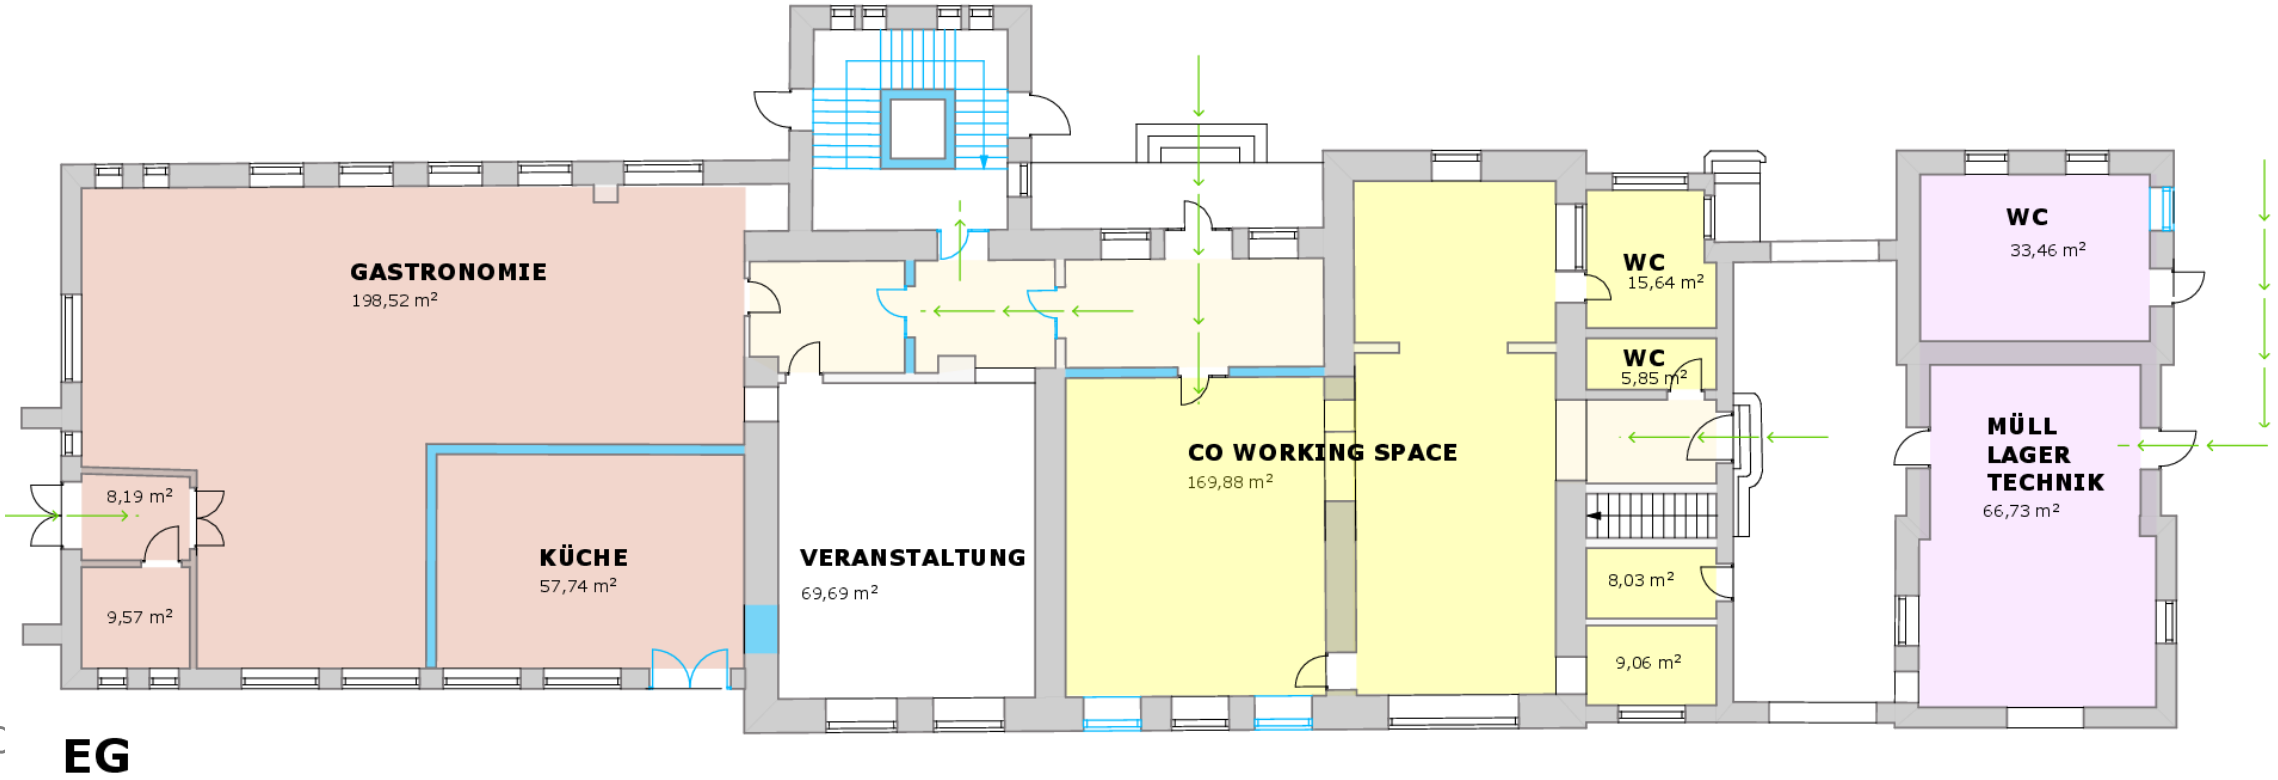 GASTRONOMIE
198,52 m²
8,19 m²
9,57 m²
KÜCHE
57,74 m²
VERANSTALTUNG
69,69 m²
CO WORKING SPACE
169,88 m²
WC
15,64 m²
WC
5,85 m²
8,03 m²
9,06 m²
WC
33,46 m²
MÜLL
LAGER
TECHNIK
66,73 m²
EG